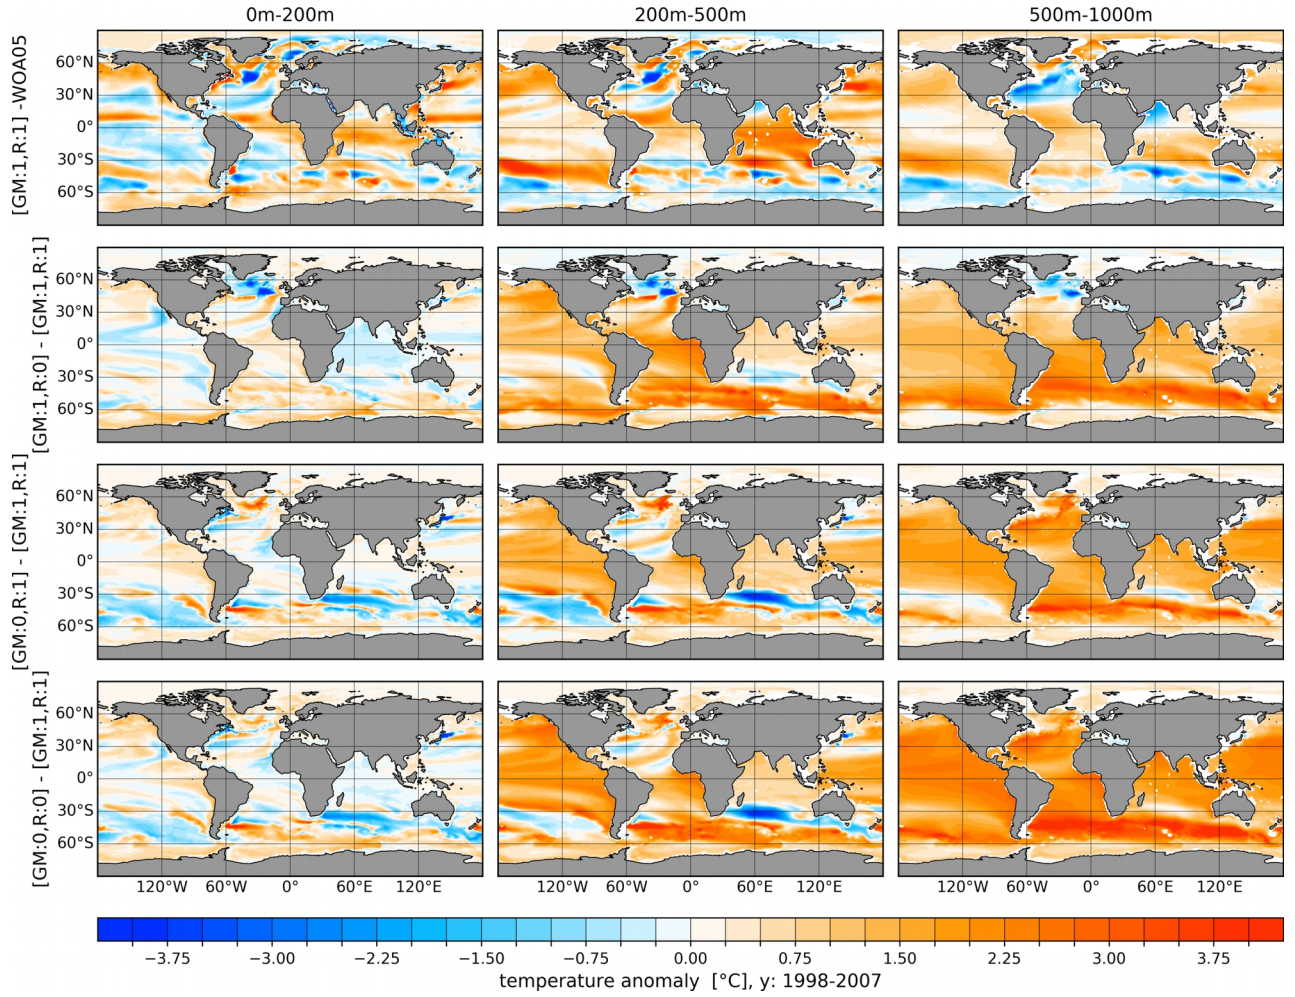 0m-200m 200m-500m 500m-1000m
[GM:1,R:1] -WOA05
60°N
30°N
0°
30°S
60°S
[GM:1,R:0] - [GM:1,R:1]
60°N
30°N
0°
30°S
60°S
[GM:0,R:1] - [GM:1,R:1]
60°N
30°N
0°
30°S
60°S
[GM:0,R:0] - [GM:1,R:1]
60°N
30°N
0°
30°S
60°S
120°W 60°W 0° 60°E 120°E 120°W 60°W 0° 60°E 120°E 120°W 60°W 0° 60°E 120°E
−3.75 −3.00 −2.25 −1.50 −0.75 0.00 0.75 1.50 2.25 3.00 3.75
temperature anomaly [°C], y: 1998-2007